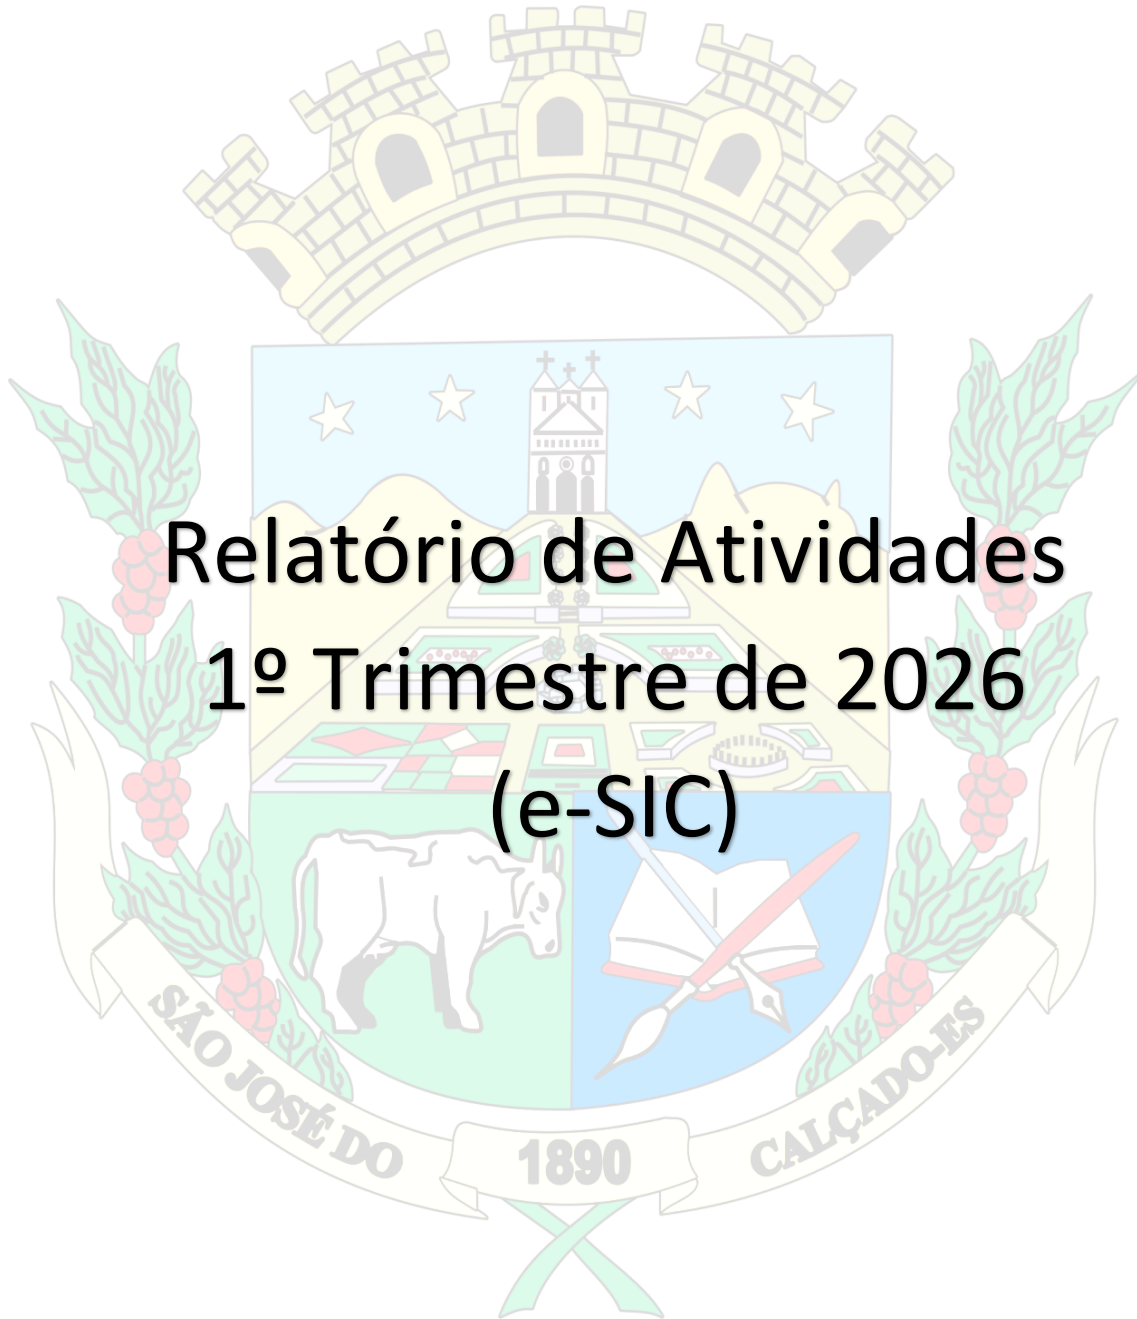 Relatório de Atividades
1º Trimestre de 2026
(e-SIC)
SÃO JOSÉ DO
1890
CALÇADO-ES